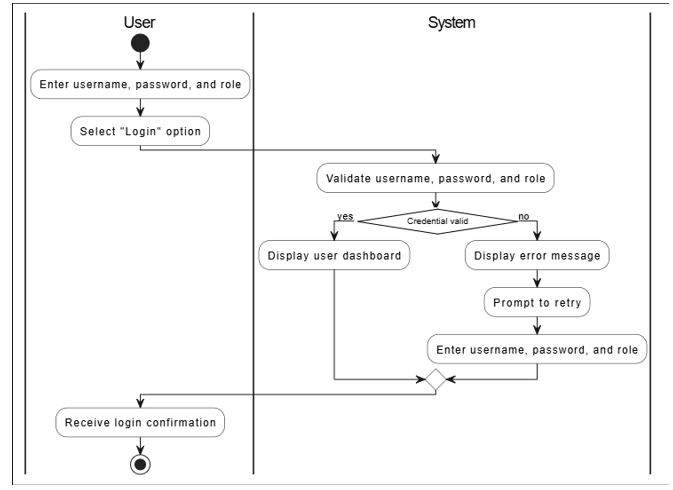 User
System
Enter username, password, and role
Select "Login" option
Validate username, password, and role
Credential valid
yes
no
Display user dashboard
Display error message
Prompt to retry
Enter username, password, and role
Receive login confirmation